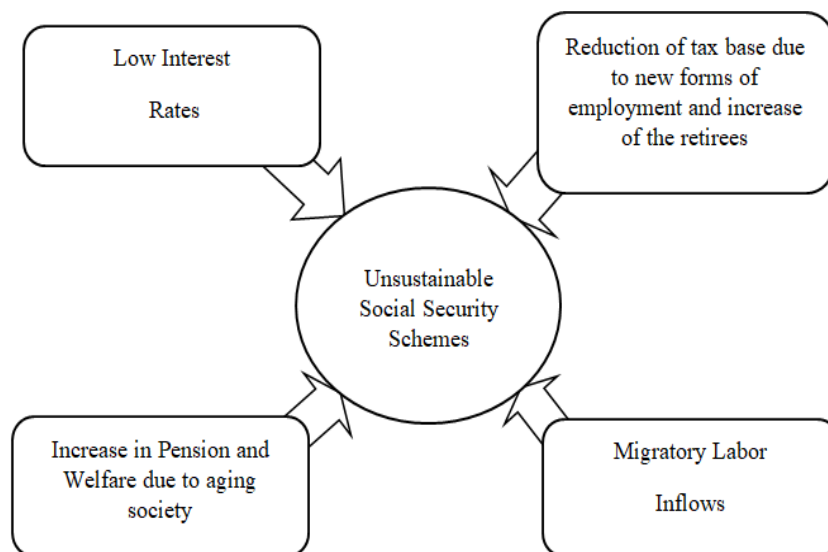 Low Interest
Rates
Reduction of tax base due
to new forms of
employment and increase
of the retirees
Unsustainable
Social Security
Schemes
Increase in Pension and
Welfare due to aging
society
Migratory Labor
Inflows